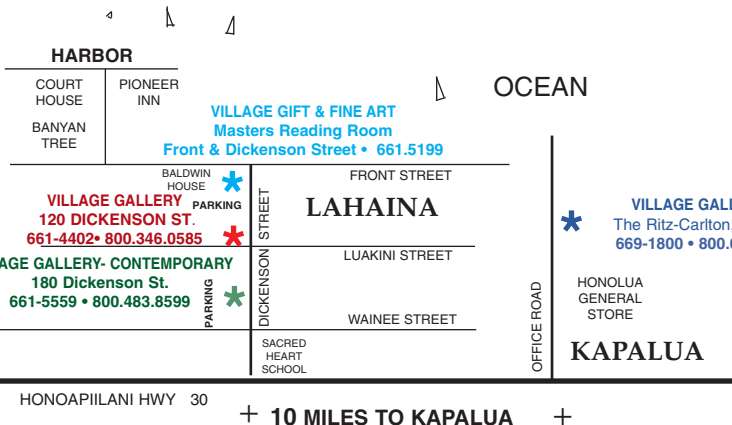 HARBOR
COURT
HOUSE
BANYAN
TREE
PIONEER
INN
OCEAN
VILLAGE GIFT & FINE ART
Masters Reading Room
Front & Dickenson Street • 661.5199
BALDWIN
HOUSE
PARKING
FRONT STREET
VILLAGE GALLERY
120 DICKENSON ST.
661-4402• 800.346.0585
LAHAINA
DICKENSON STREET
LUAKINI STREET
AGE GALLERY- CONTEMPORARY
180 Dickenson St.
661-5559 • 800.483.8599
PARKING
WAINEE STREET
SACRED
HEART
SCHOOL
VILLAGE GALL
The Ritz-Carlton,
669-1800 • 800.
OFFICE ROAD
HONOLUA
GENERAL
STORE
KAPALUA
HONOAPIILANI HWY 30
+ 10 MILES TO KAPALUA +